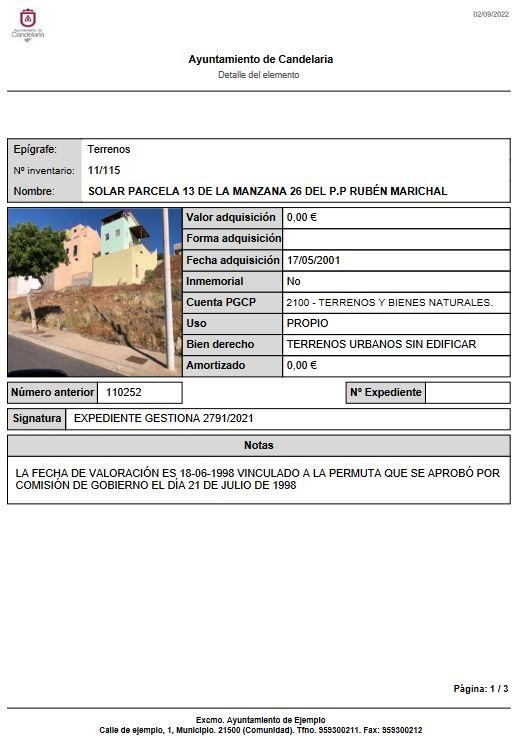 Ayuntamiento de
Candelaria
02/09/2022
Ayuntamiento de Candelaria
Detalle del elemento
Epígrafe: Terrenos
Nº inventario: 11/115
Nombre: SOLAR PARCELA 13 DE LA MANZANA 26 DEL P.P RUBÉN MARICHAL
Valor adquisición 0,00 €
Forma adquisición
Fecha adquisición 17/05/2001
Inmemorial No
Cuenta PGCP 2100 - TERRENOS Y BIENES NATURALES.
Uso PROPIO
Bien derecho TERRENOS URBANOS SIN EDIFICAR
Amortizado 0,00 €
Número anterior 110252 Nº Expediente
Signatura EXPEDIENTE GESTIONA 2791/2021
Notas
LA FECHA DE VALORACIÓN ES 18-06-1998 VINCULADO A LA PERMUTA QUE SE APROBÓ POR
COMISIÓN DE GOBIERNO EL DÍA 21 DE JULIO DE 1998
Página: 1 / 3
Excmo. Ayuntamiento de Ejemplo
Calle de ejemplo, 1, Municipio. 21500 (Comunidad). Tfno. 959300211. Fax: 959300212